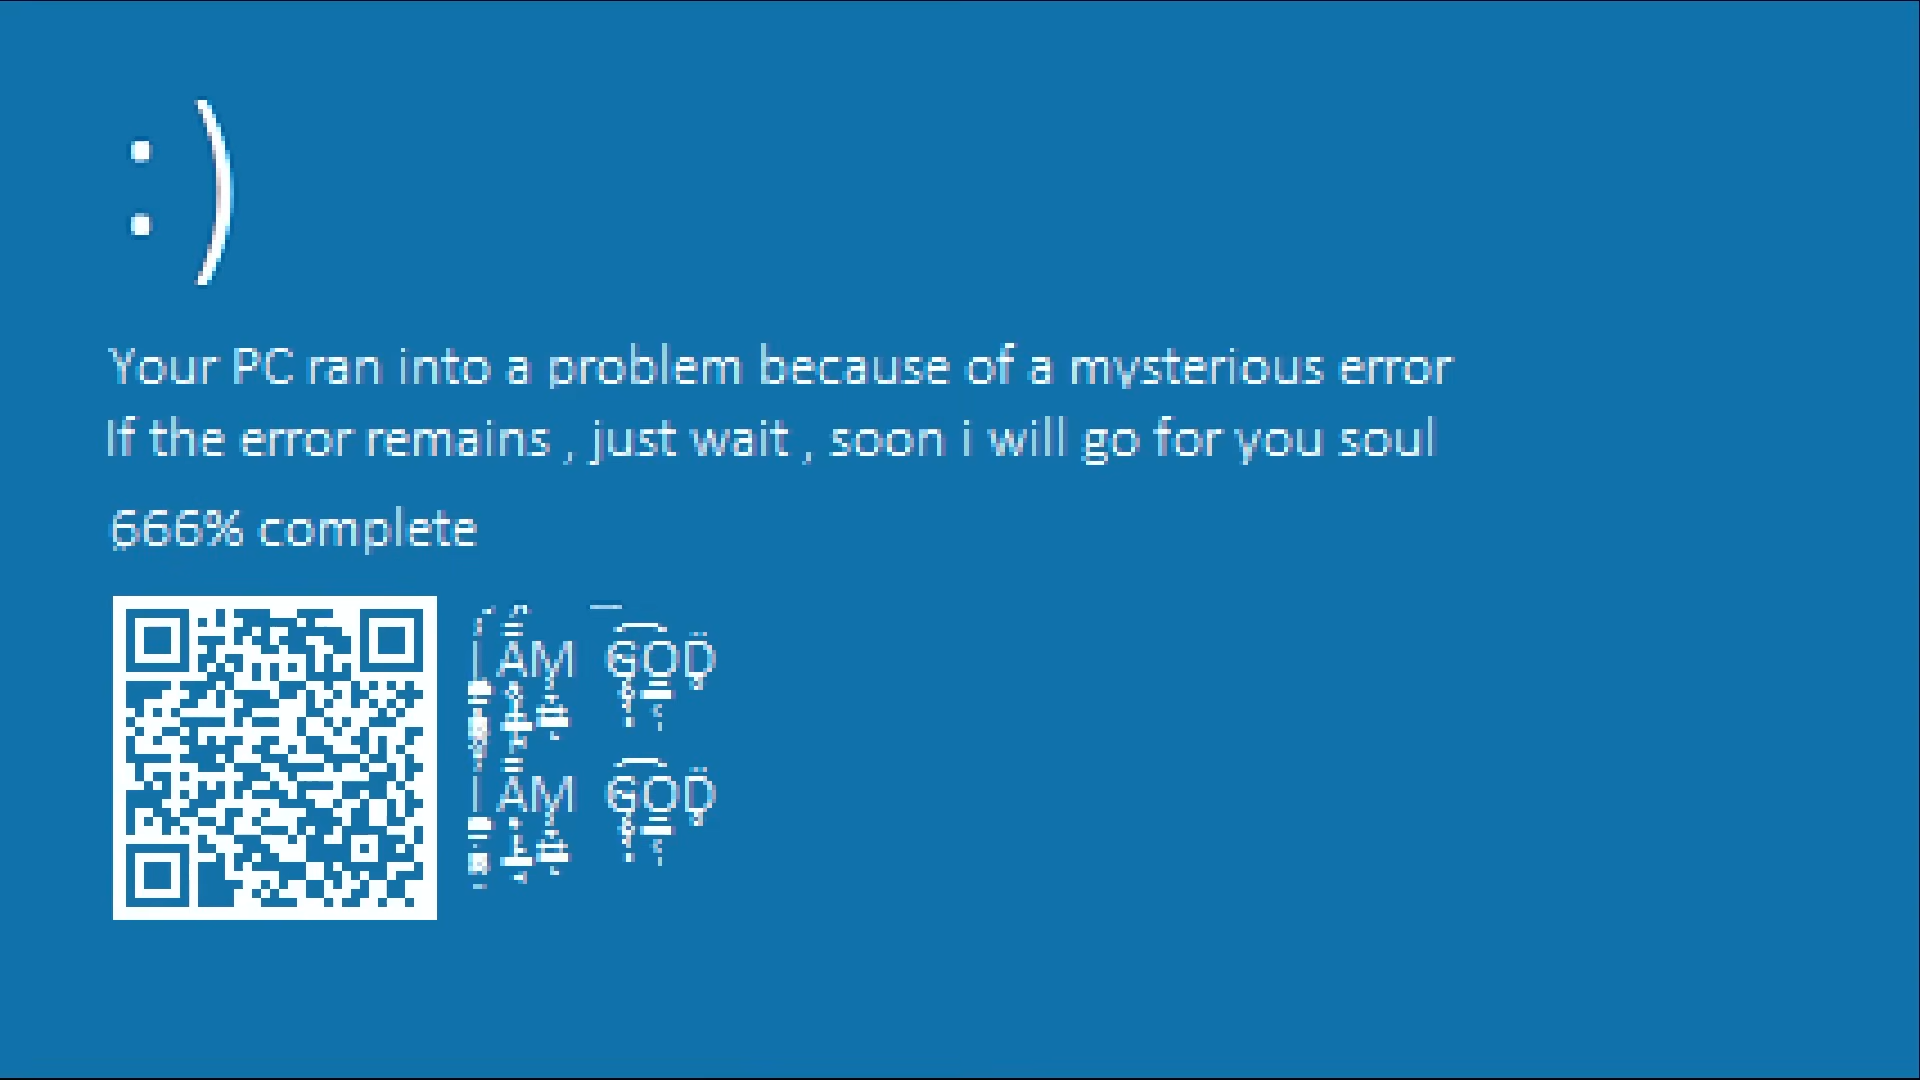 :)
Your PC ran into a problem because of a mysterious error
If the error remains , just wait , soon i will go for you soul
666% complete
I AM GOD
I AM GOD